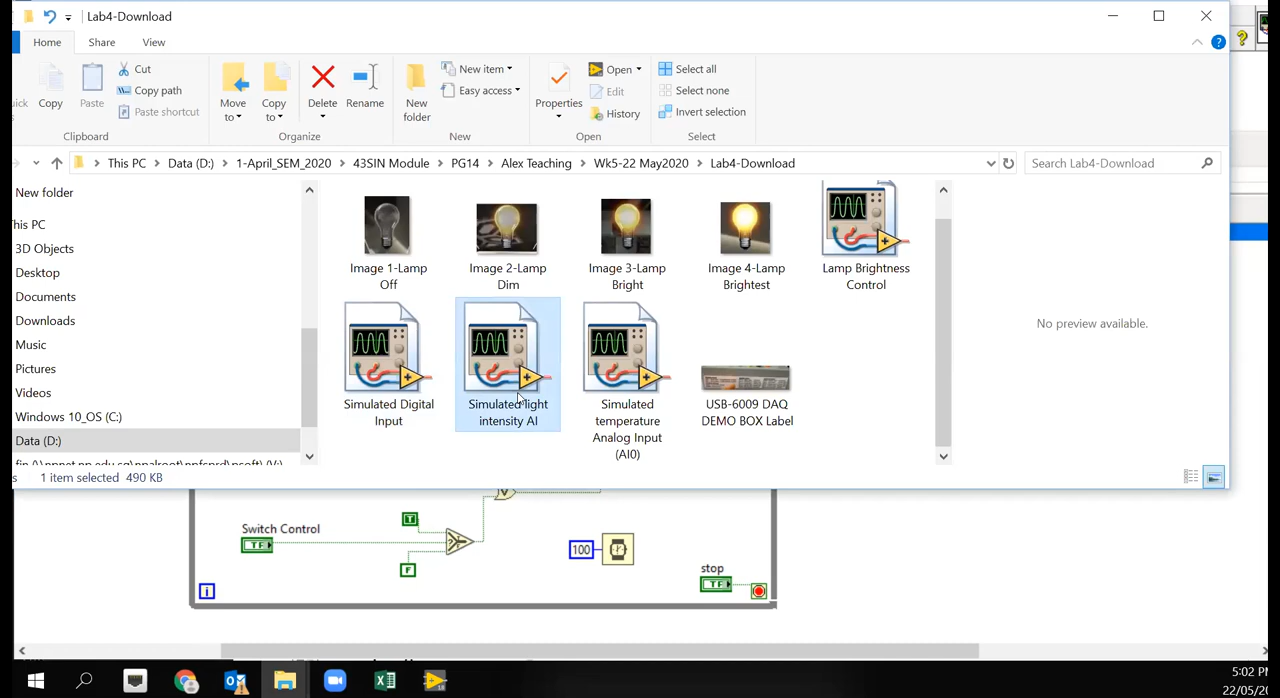 Lab4-Download
Home Share View
Copy Paste
Cut
Copy path
Paste shortcut
Clipboard
Move to
Copy to
Delete
Rename
Organize
New folder
New item
Easy access
New
Properties
Open
Edit
History
Open
Select all
Select none
Invert selection
Select
This PC > Data (D:) > 1-April_SEM_2020 > 43SIN Module > PG14 > Alex Teaching > Wk5-22 May2020 > Lab4-Download
Search Lab4-Download
New folder
3D Objects
Desktop
Documents
Downloads
Music
Pictures
Videos
Windows 10_OS (C:)
Data (D:)
Image 1-Lamp
Off
Image 2-Lamp
Dim
Image 3-Lamp
Bright
Image 4-Lamp
Brightest
Lamp Brightness
Control
Simulated Digital
Input
Simulated light
intensity AI
Simulated
temperature
Analog Input
(AI0)
USB-6009 DAQ
DEMO BOX Label
No preview available.
1 item selected 490 KB
Switch Control
TF
T
F
100
i
stop
TF
5:02 PM
22/05/20